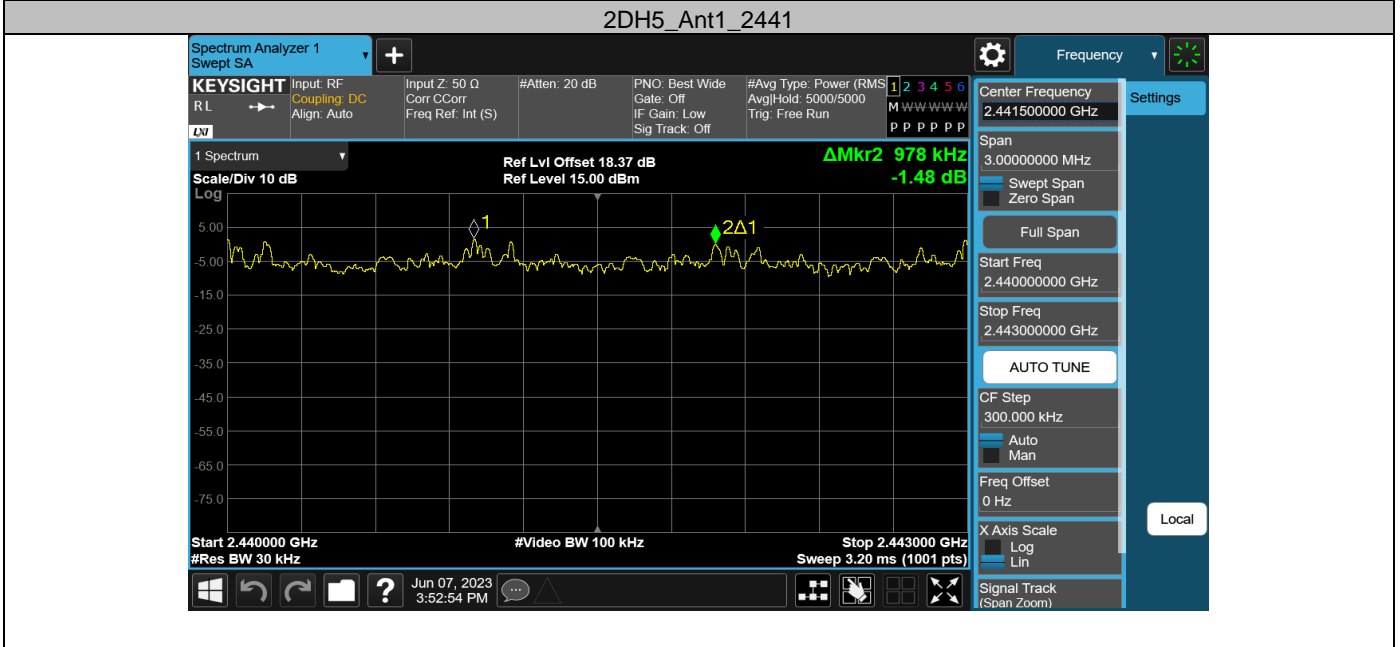 2DH5_Ant1_2441
Spectrum Analyzer 1
Swept SA
Frequency
KEYSIGHT
R L
LXI
Input: RF
Coupling: DC
Align: Auto
Input Z: 50 Ω
Corr CCorr
Freq Ref: Int (S)
#Atten: 20 dB
PNO: Best Wide
Gate: Off
IF Gain: Low
Sig Track: Off
#Avg Type: Power (RMS
Avg|Hold: 5000/5000
Trig: Free Run
1 2 3 4 5 6
M W W W W W
P P P P P P
1 Spectrum
Scale/Div 10 dB
Log
Ref Lvl Offset 18.37 dB
Ref Level 15.00 dBm
ΔMkr2 978 kHz
-1.48 dB
5.00
-5.00
-15.0
-25.0
-35.0
-45.0
-55.0
-65.0
-75.0
1
2Δ1
Start 2.440000 GHz
#Res BW 30 kHz
#Video BW 100 kHz
Stop 2.443000 GHz
Sweep 3.20 ms (1001 pts)
Jun 07, 2023
3:52:54 PM
Center Frequency
2.441500000 GHz
Span
3.00000000 MHz
Swept Span
Zero Span
Full Span
Start Freq
2.440000000 GHz
Stop Freq
2.443000000 GHz
AUTO TUNE
CF Step
300.000 kHz
Auto
Man
Freq Offset
0 Hz
X Axis Scale
Log
Lin
Signal Track
(Span Zoom)
Settings
Local